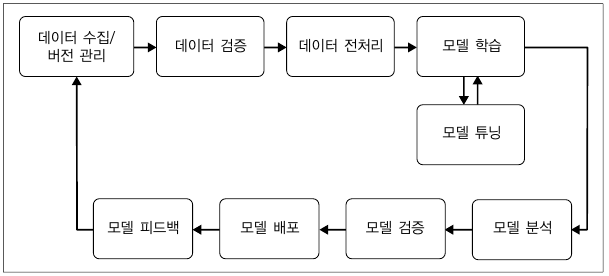 데이터 수집/
버전 관리
데이터 검증
데이터 전처리
모델 학습
모델 튜닝
모델 피드백
모델 배포
모델 검증
모델 분석